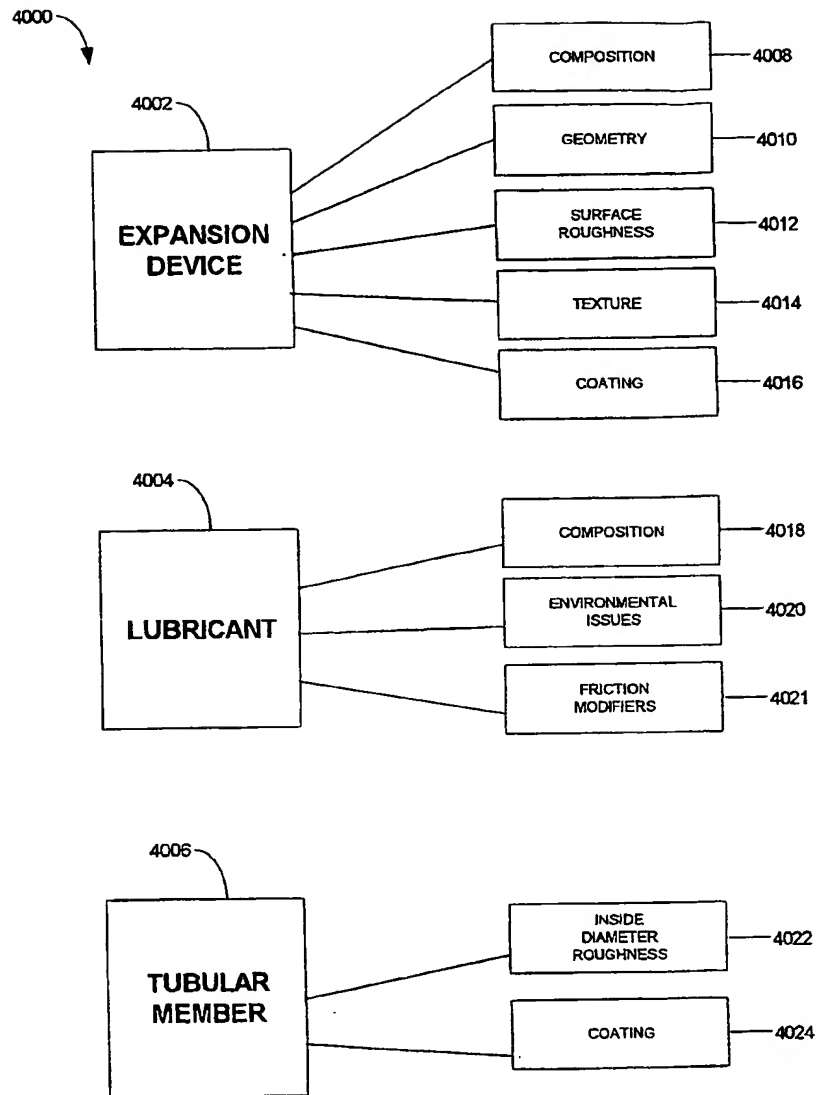 4000
4002
EXPANSION
DEVICE
COMPOSITION
4008
GEOMETRY
4010
SURFACE
ROUGHNESS
4012
TEXTURE
4014
COATING
4016
4004
LUBRICANT
COMPOSITION
4018
ENVIRONMENTAL
ISSUES
4020
FRICTION
MODIFIERS
4021
4006
TUBULAR
MEMBER
INSIDE
DIAMETER
ROUGHNESS
4022
COATING
4024